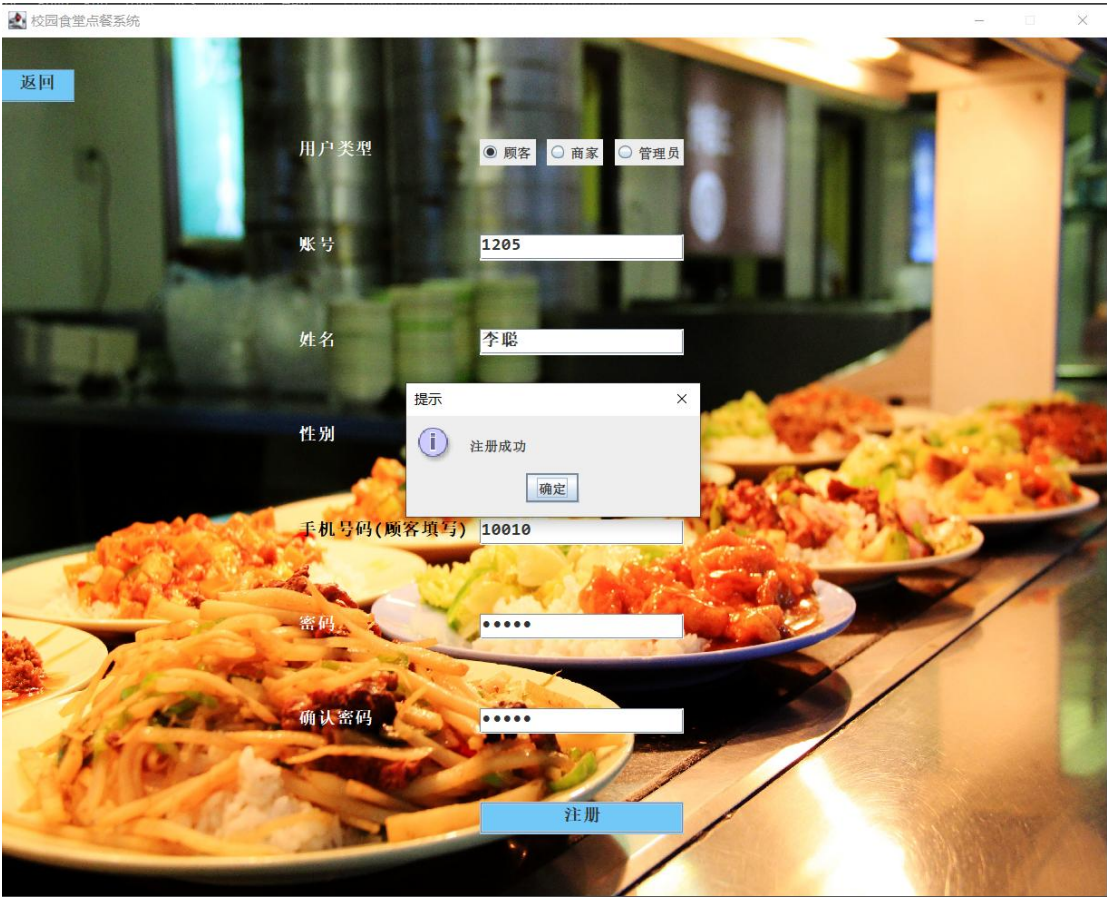 校园食堂点餐系统
返回
用户类型 顾客 商家 管理员
账号 1205
姓名 李聪
提示
性别
注册成功
确定
手机号码(顾客填写) 10010
密码 •••••
确认密码 •••••
注册